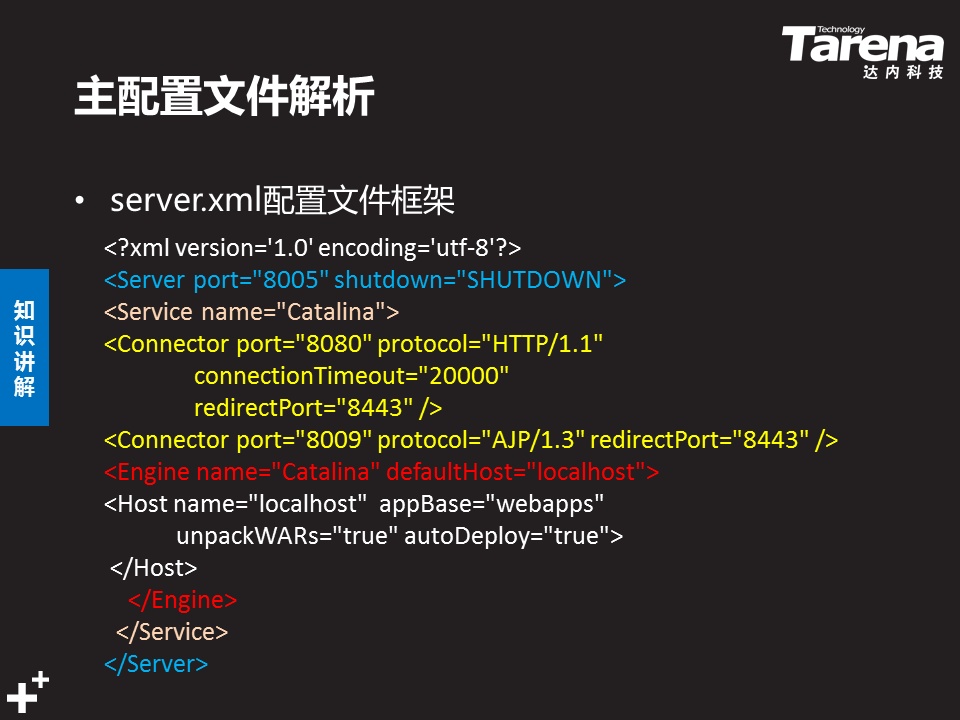 Technology
Tarena
达内科技
主配置文件解析
• server.xml配置文件框架
<?xml version='1.0' encoding='utf-8'?>
<Server port="8005" shutdown="SHUTDOWN">
<Service name="Catalina">
<Connector port="8080" protocol="HTTP/1.1"
connectionTimeout="20000"
redirectPort="8443" />
<Connector port="8009" protocol="AJP/1.3" redirectPort="8443" />
<Engine name="Catalina" defaultHost="localhost">
<Host name="localhost"  appBase="webapps"
unpackWARs="true" autoDeploy="true">
</Host>
</Engine>
</Service>
</Server>
知识讲解